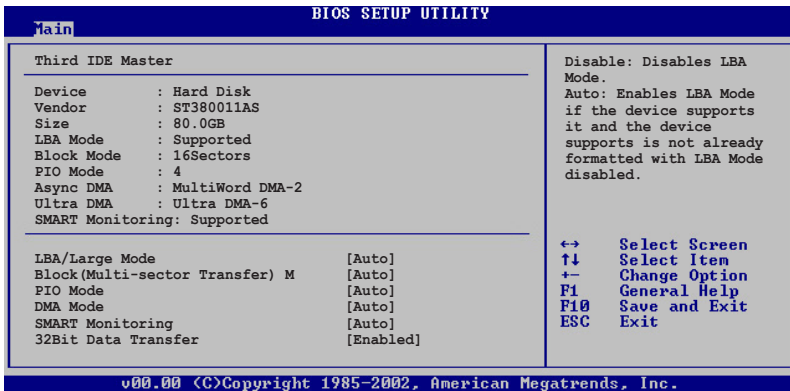 BIOS SETUP UTILITY
Main
Third IDE Master
Device : Hard Disk
Vendor : ST380011AS
Size : 80.0GB
LBA Mode : Supported
Block Mode : 16Sectors
PIO Mode : 4
Async DMA : MultiWord DMA-2
Ultra DMA : Ultra DMA-6
SMART Monitoring: Supported
LBA/Large Mode [Auto]
Block(Multi-sector Transfer) M [Auto]
PIO Mode [Auto]
DMA Mode [Auto]
SMART Monitoring [Auto]
32Bit Data Transfer [Enabled]
Disable: Disables LBA
Mode.
Auto: Enables LBA Mode
if the device supports
it and the device
supports is not already
formatted with LBA Mode
disabled.
←→ Select Screen
↑↓ Select Item
+- Change Option
F1 General Help
F10 Save and Exit
ESC Exit
v00.00 (C)Copyright 1985-2002, American Megatrends, Inc.